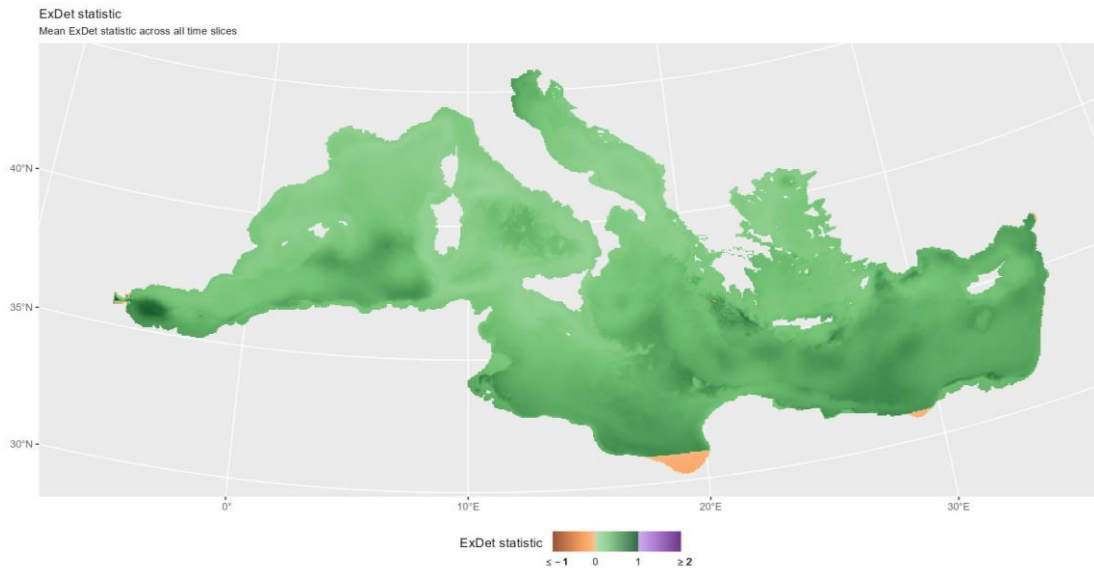 ExDet statistic
Mean ExDet statistic across all time slices
40°N
35°N
30°N
0°
10°E
20°E
30°E
ExDet statistic
≤ −1
0
1
≥ 2